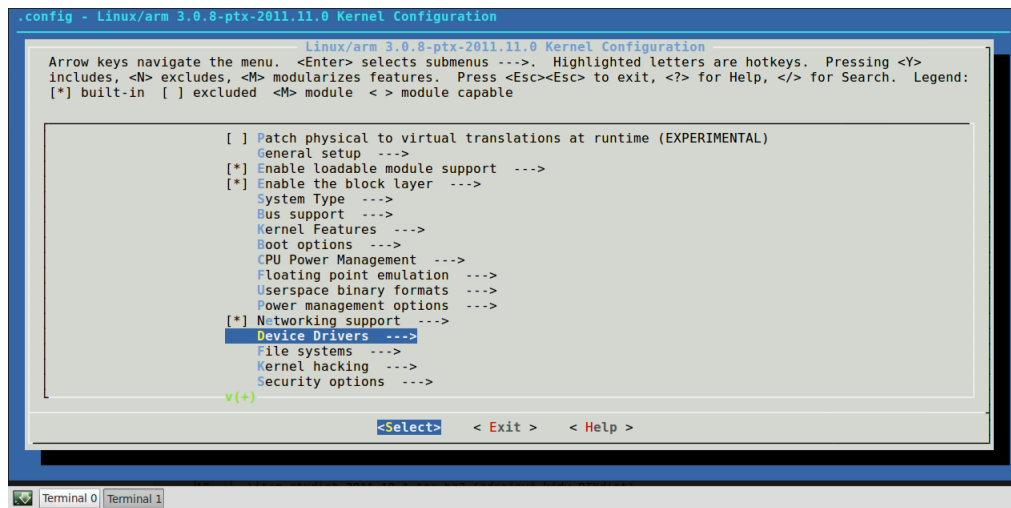 .config - Linux/arm 3.0.8-ptx-2011.11.0 Kernel Configuration
Linux/arm 3.0.8-ptx-2011.11.0 Kernel Configuration
Arrow keys navigate the menu. <Enter> selects submenus --->. Highlighted letters are hotkeys. Pressing <Y>
includes, <N> excludes, <M> modularizes features. Press <Esc><Esc> to exit, <?> for Help, </> for Search. Legend:
[*] built-in [ ] excluded <M> module < > module capable
[ ] Patch physical to virtual translations at runtime (EXPERIMENTAL)
General setup --->
[*] Enable loadable module support --->
[*] Enable the block layer --->
System Type --->
Bus support --->
Kernel Features --->
Boot options --->
CPU Power Management --->
Floating point emulation --->
Userspace binary formats --->
Power management options --->
[*] Networking support --->
Device Drivers --->
File systems --->
Kernel hacking --->
Security options --->
v(+)
<Select> < Exit > < Help >
Terminal 0 Terminal 1